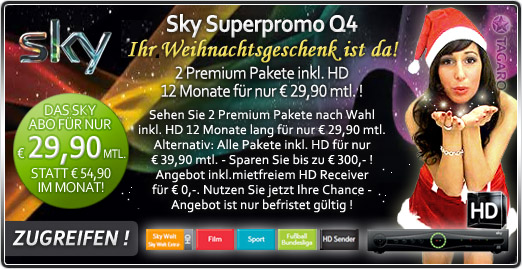 sky
Sky Superpromo Q4
Ihr Weihnachtsgeschenk ist da!
2 Premium Pakete inkl. HD
12 Monate für nur € 29,90 mtl. !
DAS SKY
ABO FÜR NUR
€ 29,90 MTL.
STATT € 54,90
IM MONAT!
Sehen Sie 2 Premium Pakete nach Wahl
inkl. HD 12 Monate lang für nur € 29,90 mtl.
Alternativ: Alle Pakete inkl. HD für nur
€ 39,90 mtl. - Sparen Sie bis zu € 300,- !
Angebot inkl.mietfreiem HD Receiver
für € 0,-. Nutzen Sie jetzt Ihre Chance -
Angebot ist nur befristet gültig !
TAGARO
HD
ZUGREIFEN !
Sky Welt
Sky Welt Extra
HD
Film
Sport
Fußball
Bundesliga
HD Sender
sky